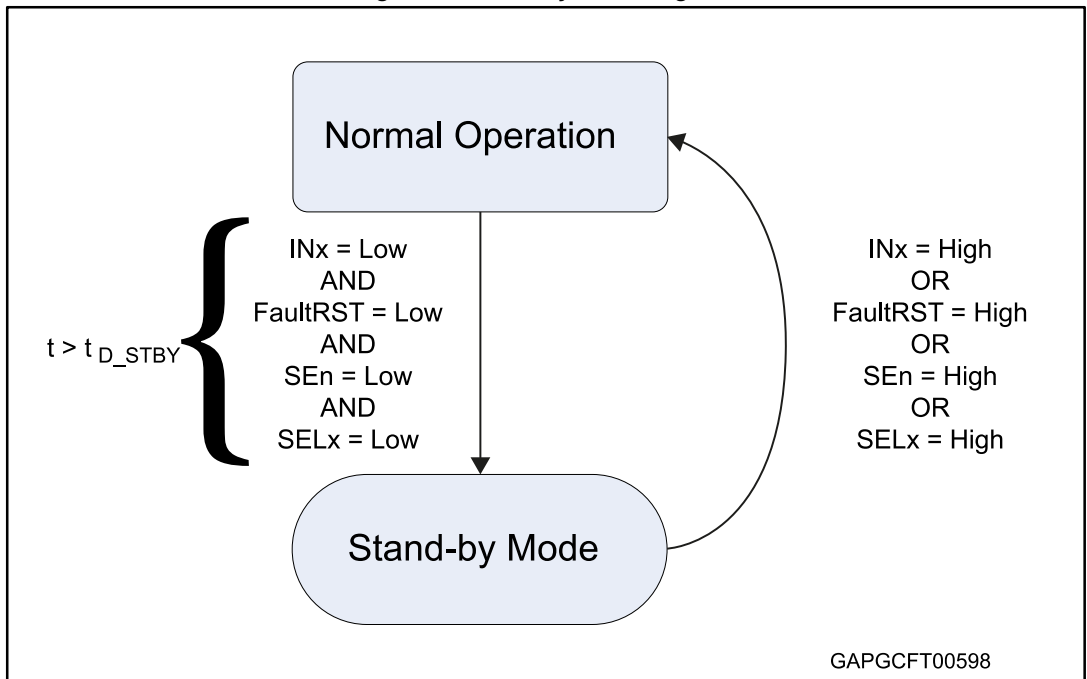 Normal Operation
INx = Low
AND
FaultRST = Low
AND
SEn = Low
AND
SELx = Low
t > t D_STBY
INx = High
OR
FaultRST = High
OR
SEn = High
OR
SELx = High
Stand-by Mode
GAPGCFT00598